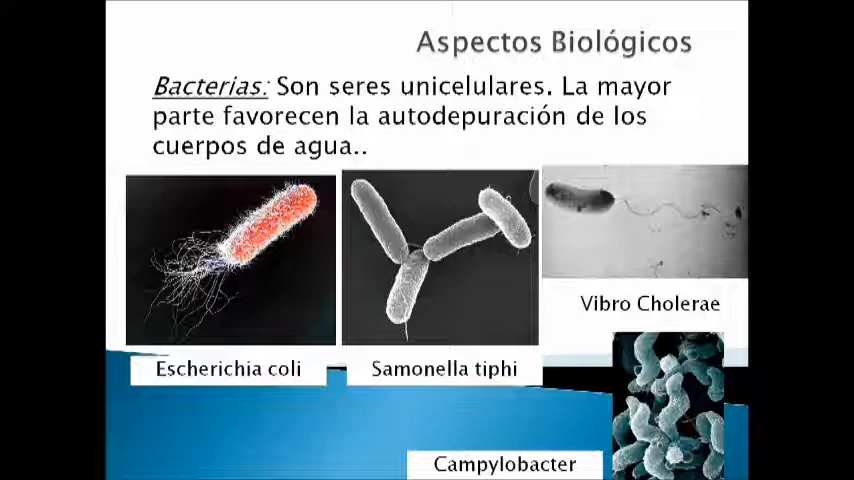 Aspectos Biológicos
Bacterias: Son seres unicelulares. La mayor
parte favorecen la autodepuración de los
cuerpos de agua..
Vibro Cholerae
Escherichia coli
Samonella tiphi
Campylobacter